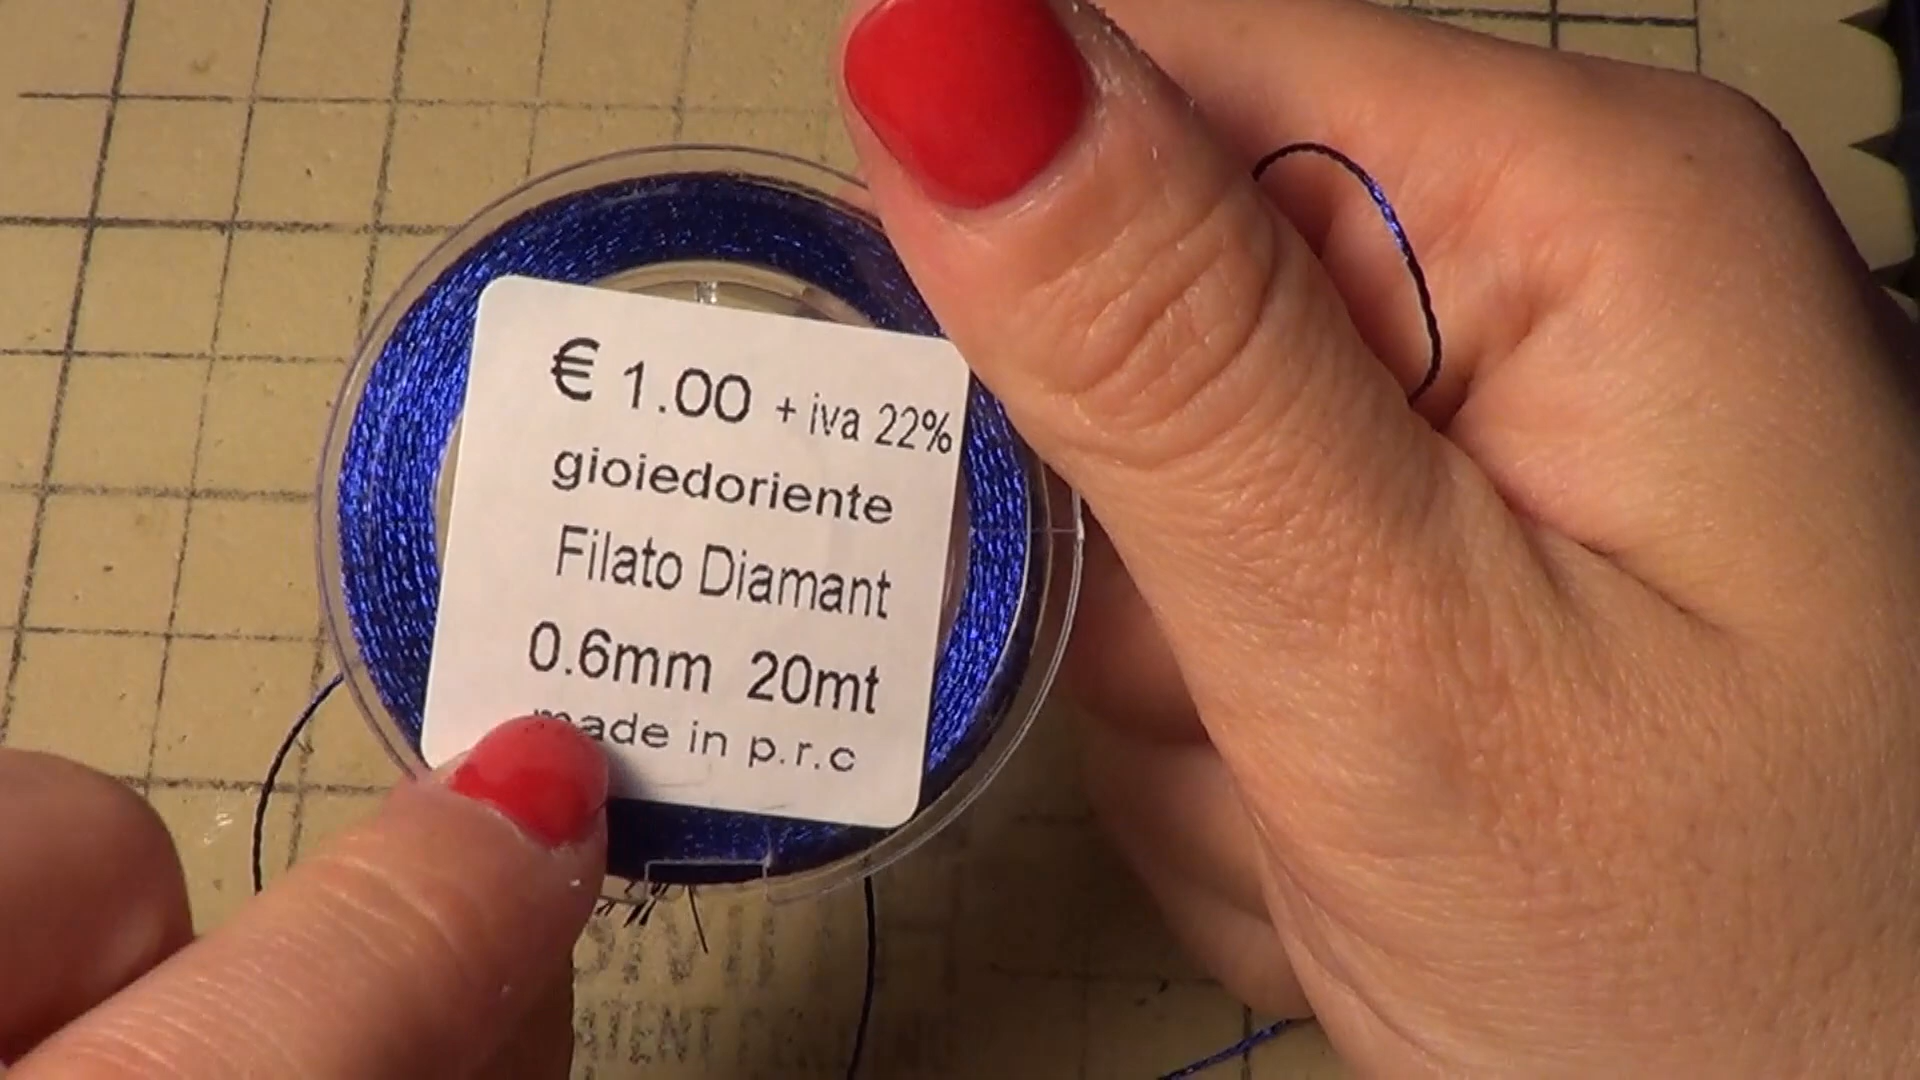 € 1.00 + iva 22%
gioiedoriente
Filato Diamant
0.6mm 20mt
made in p.r.c